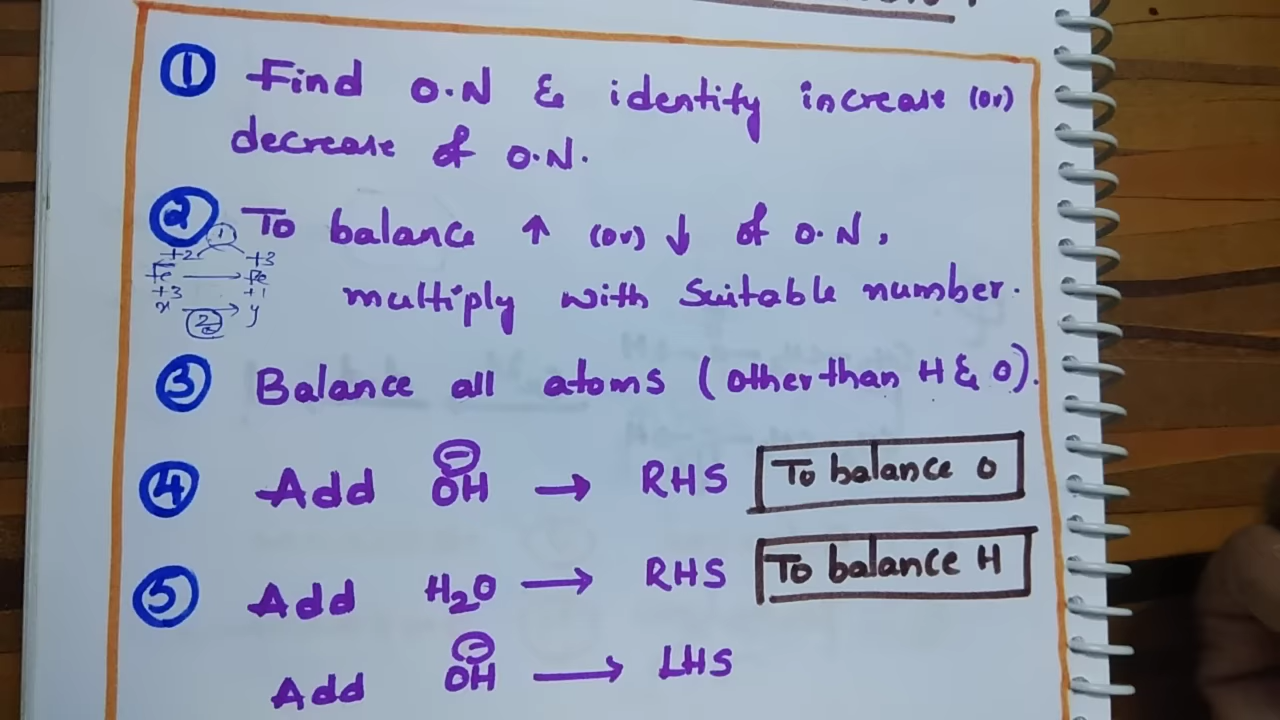 ① Find O.N & identify increase (or)
decrease of O.N.
② To balance ↑ (or) ↓ of O.N,
1
+2 +3
Fe → Fe
+3 +1
x → y
2
multiply with suitable number.
③ Balance all atoms (other than H & O).
④ Add OH⊖ → RHS To balance O
⑤ Add H₂O → RHS To balance H
Add OH⊖ → LHS